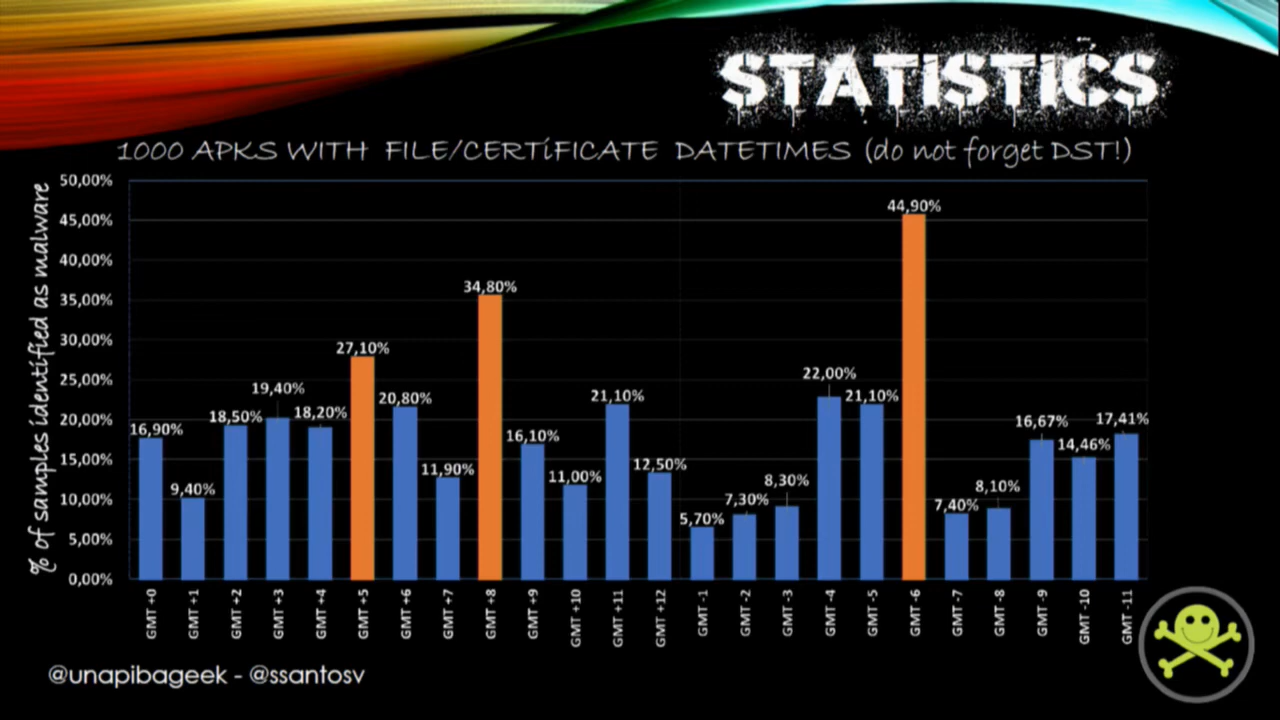 STATISTICS
1000 APKS WITH FILE/CERTiFICATE DATETIMES (do not forget DST!)
% of samples identified as malware
50,00%
45,00%
40,00%
35,00%
30,00%
25,00%
20,00%
15,00%
10,00%
5,00%
0,00%
16,90%
9,40%
18,50%
19,40%
18,20%
27,10%
20,80%
11,90%
34,80%
16,10%
11,00%
21,10%
12,50%
5,70%
7,30%
8,30%
22,00%
21,10%
44,90%
7,40%
8,10%
16,67%
14,46%
17,41%
GMT +0
GMT +1
GMT +2
GMT +3
GMT +4
GMT +5
GMT +6
GMT +7
GMT +8
GMT +9
GMT +10
GMT +11
GMT +12
GMT -1
GMT -2
GMT -3
GMT -4
GMT -5
GMT -6
GMT -7
GMT -8
GMT -9
GMT -10
GMT -11
@unapibageek - @ssantosv